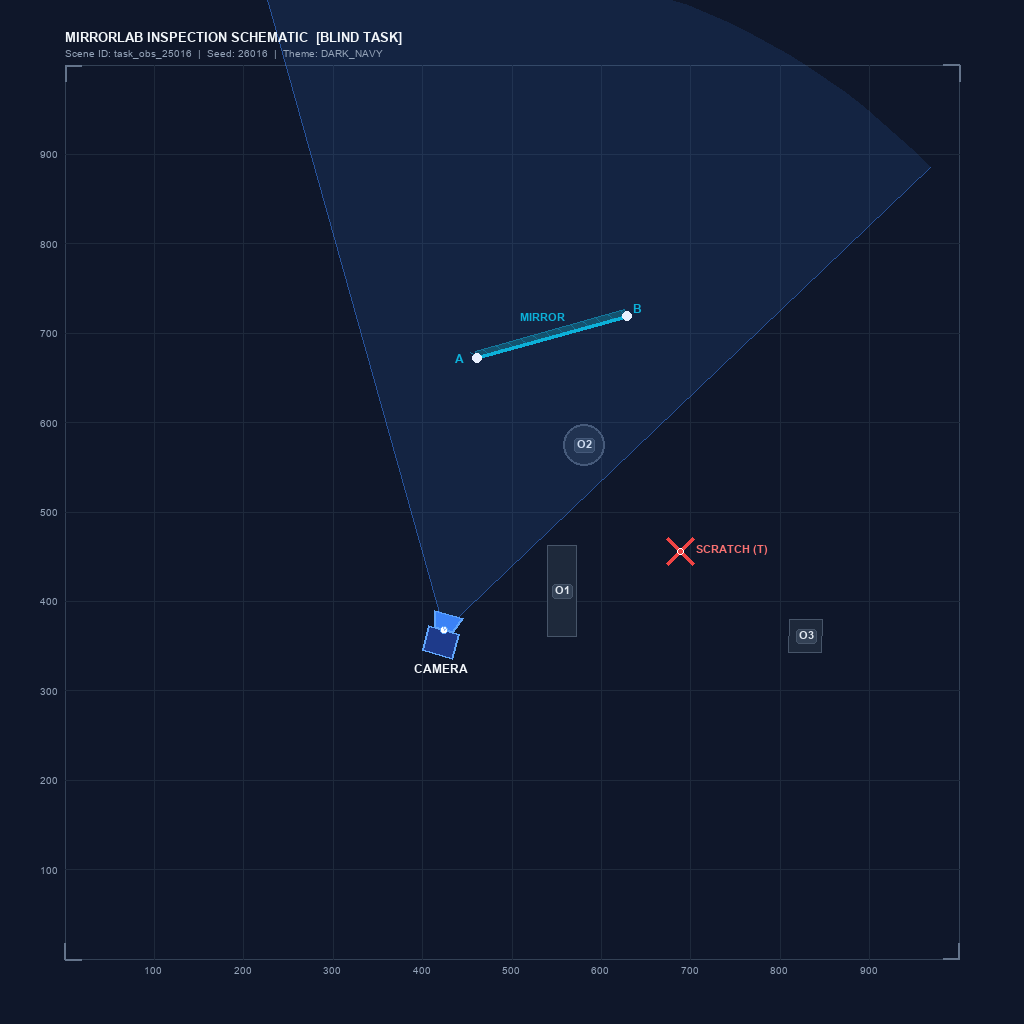 MIRRORLAB INSPECTION SCHEMATIC  [BLIND TASK]
Scene ID: task_obs_25016  |  Seed: 26016  |  Theme: DARK_NAVY
900
800
B
MIRROR
700
A
600
O2
500
SCRATCH (T)
O1
400
O3
CAMERA
300
200
100
100 200 300 400 500 600 700 800 900